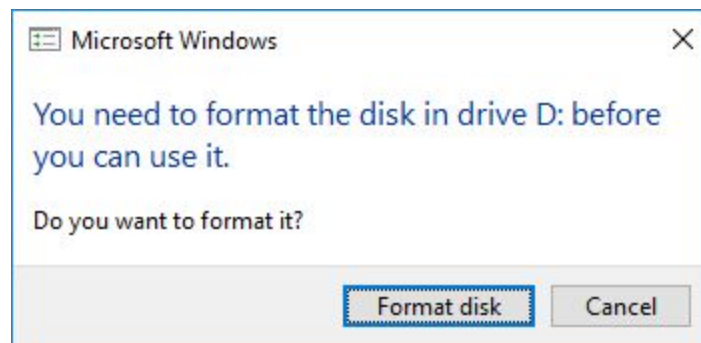 Microsoft Windows
You need to format the disk in drive D: before
you can use it.
Do you want to format it?
Format disk
Cancel